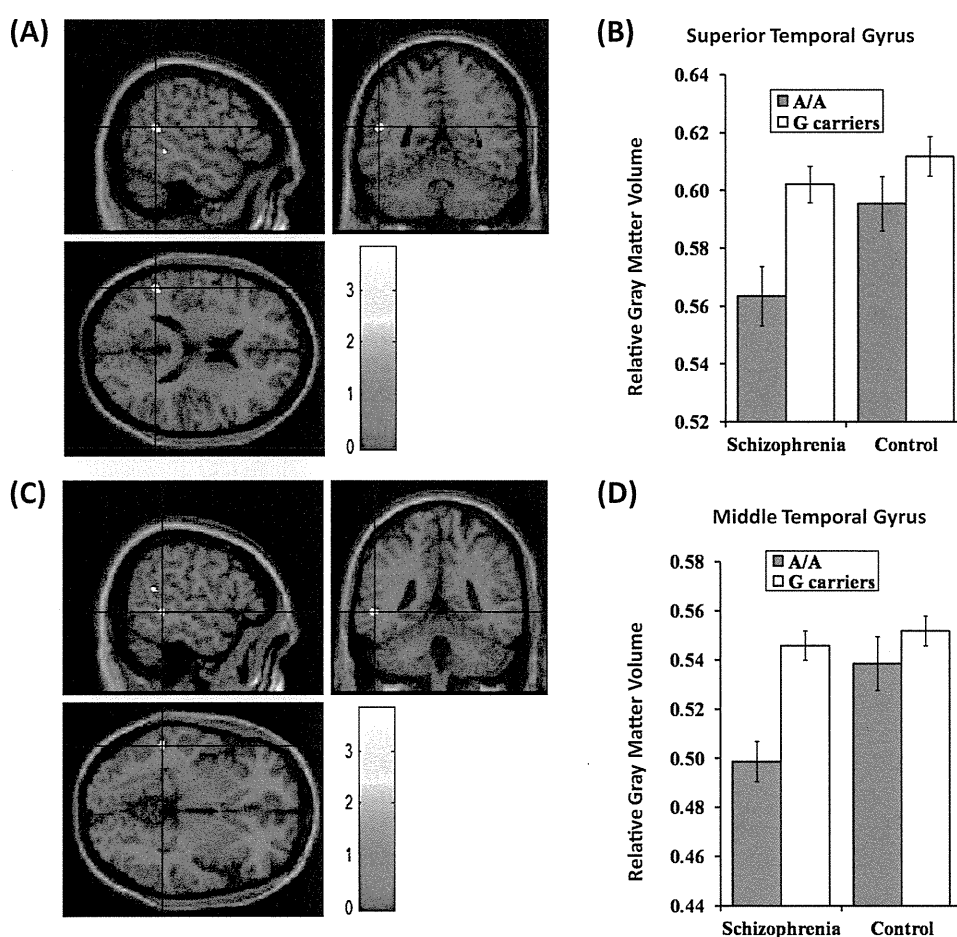 (A)
3
2
1
0
(B)
Superior Temporal Gyrus
Relative Gray Matter Volume
0.64
0.62
0.60
0.58
0.56
0.54
0.52
A/A
G carriers
Schizophrenia Control
(C)
3
2
1
0
(D)
Middle Temporal Gyrus
Relative Gray Matter Volume
0.58
0.56
0.54
0.52
0.50
0.48
0.46
0.44
A/A
G carriers
Schizophrenia Control